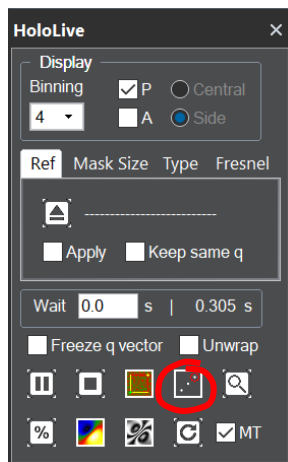 HoloLive ×
Display
Binning P Central
4 A Side
Ref Mask Size Type Fresnel
-------------------------
Apply Keep same q
Wait 0.0 s | 0.305 s
Freeze q vector Unwrap
% % MT